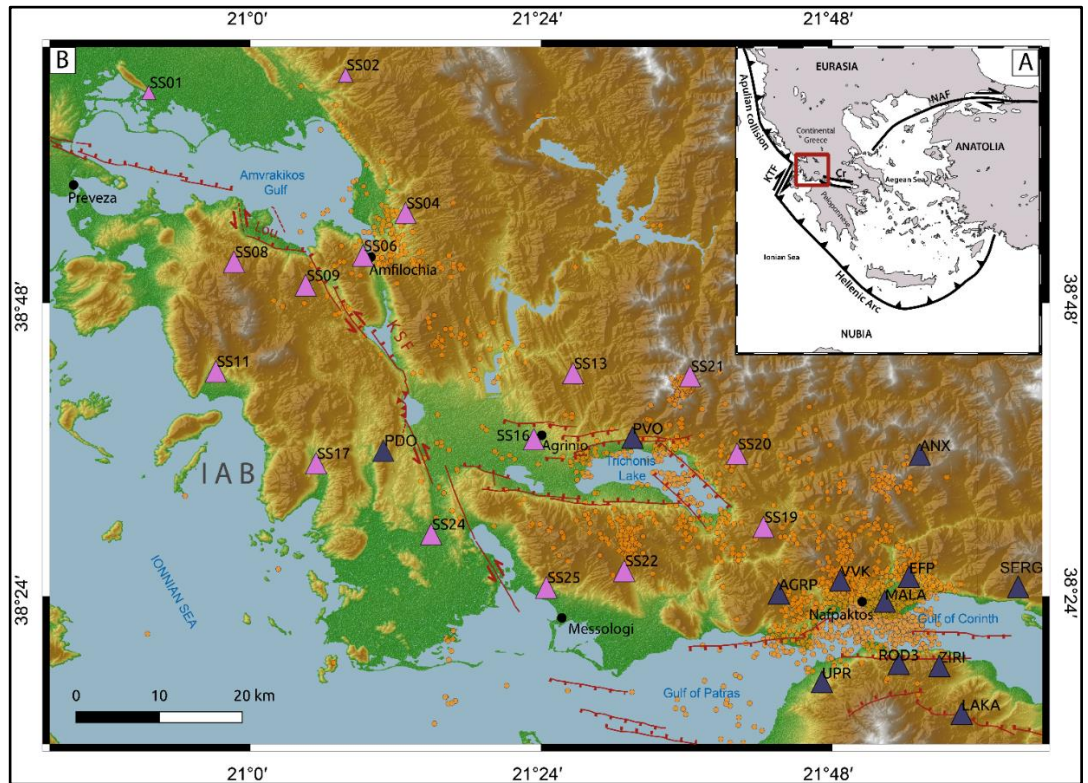 21°0′ 21°24′ 21°48′
B
SS01
SS02
Amvrakikos
Gulf
Preveza
SS04
Lou
SS06
Amfilochia
SS08
SS09
38°48′
38°48′
KSF
SS11
SS13
SS21
SS16
Agrinio
PVO
PDO
SS17
IAB
Trichonis
Lake
SS20
ANX
SS24
SS19
SS22
SS25
IONNIAN SEA
AGRP
VVK
EFP
SERG
MALA
Nafpaktos
38°24′
38°24′
Messologi
Gulf of Corinth
ROD3
ZIRI
UPR
Gulf of Patras
LAKA
0 10 20 km
21°0′ 21°24′ 21°48′
A
EURASIA
Apulian collision
NAF
Continental
Greece
ANATOLIA
KTF
Cr
Aegean Sea
Peloponnese
Ionian Sea
Hellenic Arc
NUBIA